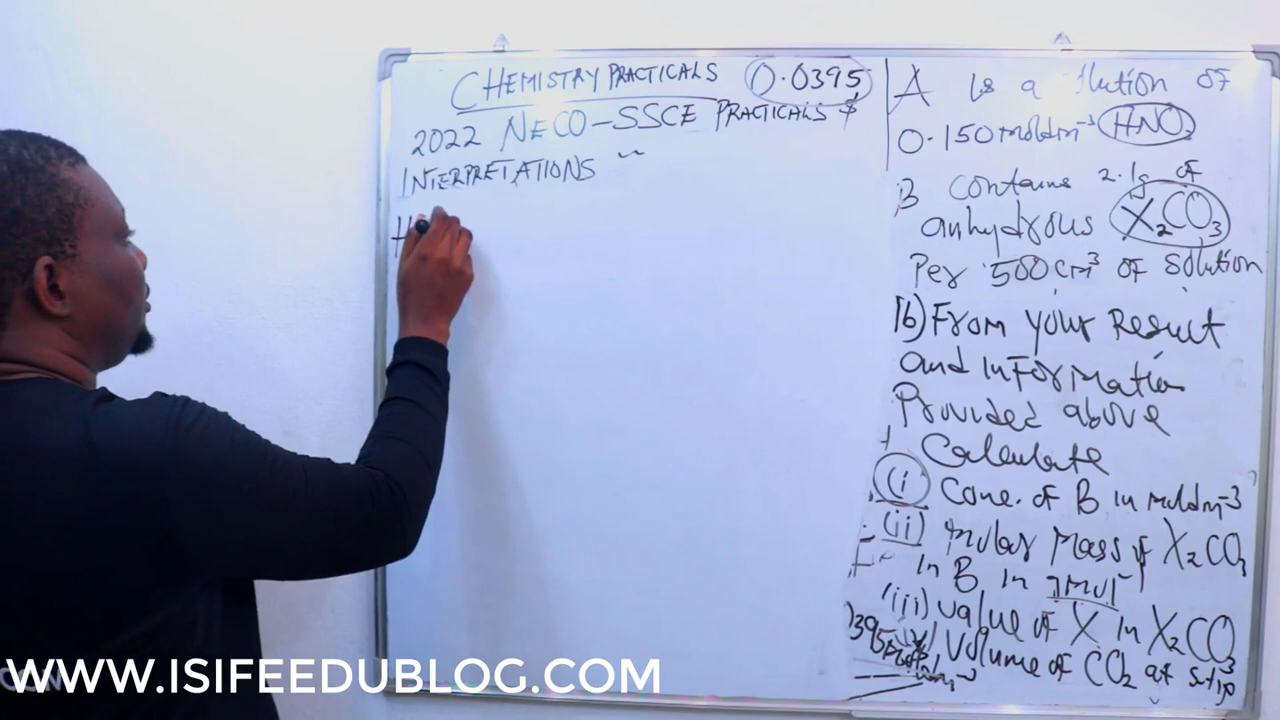 CHEMISTRY PRACTICALS 0.0395
2022 NECO-SSCE PRACTICALS $
INTERPRETATIONS
H
A is a lution of
0.150 moldm⁻³ HNO₃
B contains 2.1g of
anhydrous X₂CO₃
Per 500cm³ of solution
1b) From your Result
and information
Provided above
Calculate
(i) Conc. of B in moldm⁻³
(ii) molar mass of X₂CO₃
in B in gmol⁻¹
(iii) value of X in X₂CO₃
Volume of CO₂ at s.t.p
WWW.ISIFEEDUBLOG.COM